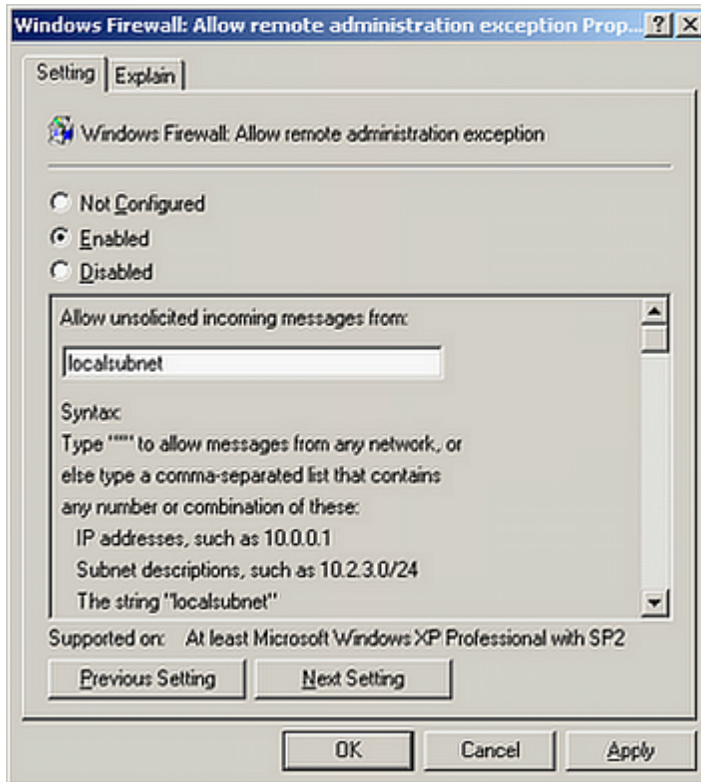 Windows Firewall: Allow remote administration exception Prop...
Setting
Explain
Windows Firewall: Allow remote administration exception
Not Configured
Enabled
Disabled
Allow unsolicited incoming messages from:
localsubnet
Syntax:
Type "*" to allow messages from any network, or
else type a comma-separated list that contains
any number or combination of these:
IP addresses, such as 10.0.0.1
Subnet descriptions, such as 10.2.3.0/24
The string "localsubnet"
Supported on: At least Microsoft Windows XP Professional with SP2
Previous Setting
Next Setting
OK
Cancel
Apply